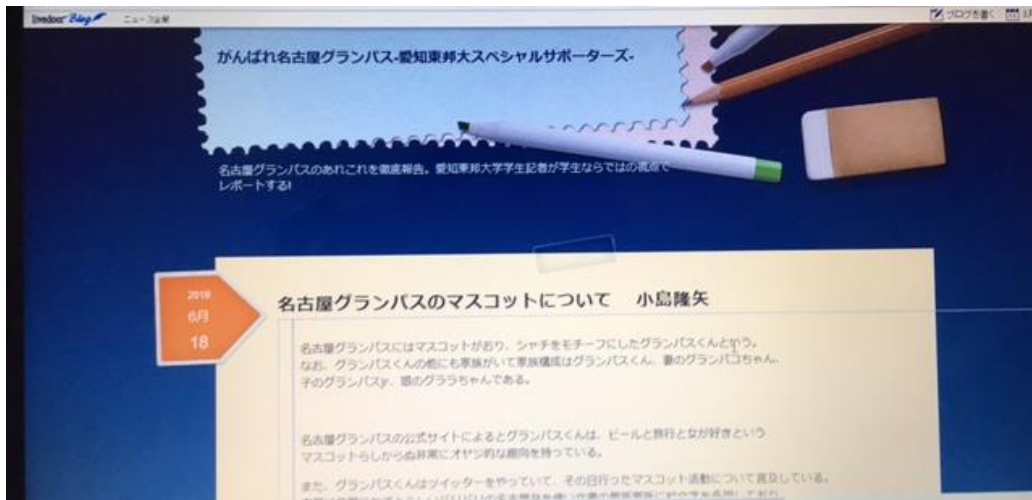 livedoor Blog
ブログを書く
がんばれ名古屋グランパス-愛知東邦大スペシャルサポーターズ-
名古屋グランパスのあれこれを徹底報告。愛知東邦大学学生記者が学生ならではの視点で
レポートする!
2019
6月
18
名古屋グランパスのマスコットについて 小島隆矢
名古屋グランパスにはマスコットがおり、シャチをモチーフにしたグランパスくんという。
なお、グランパスくんの他にも家族がいて家族構成はグランパスくん、妻のグランパコちゃん、
子のグランパスjr、娘のグララちゃんである。
名古屋グランパスの公式サイトによるとグランパスくんは、ビールと旅行と女が好きという
マスコットらしからぬ非常にオヤジ的な趣向を持っている。
また、グランパスくんはツイッターをやっていて、その日行ったマスコット活動について言及している。